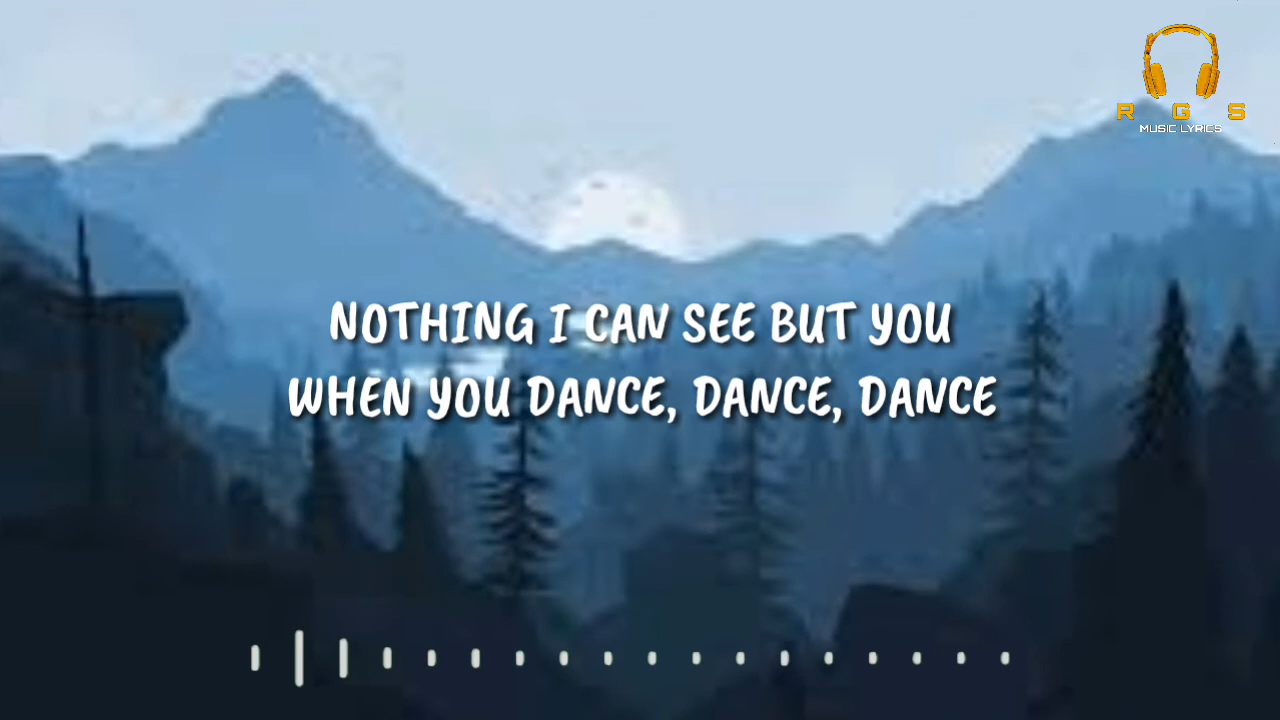 R G S
MUSIC LYRICS
NOTHING I CAN SEE BUT YOU
WHEN YOU DANCE, DANCE, DANCE